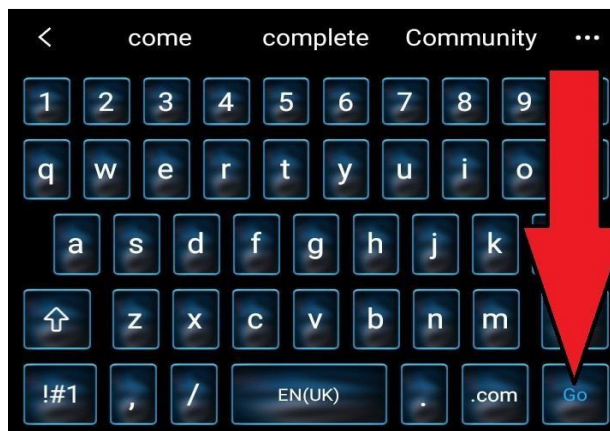 come complete Community ...
1 2 3 4 5 6 7 8 9
q w e r t y u i o
a s d f g h j k
z x c v b n m
!#1 , / EN(UK) . .com Go